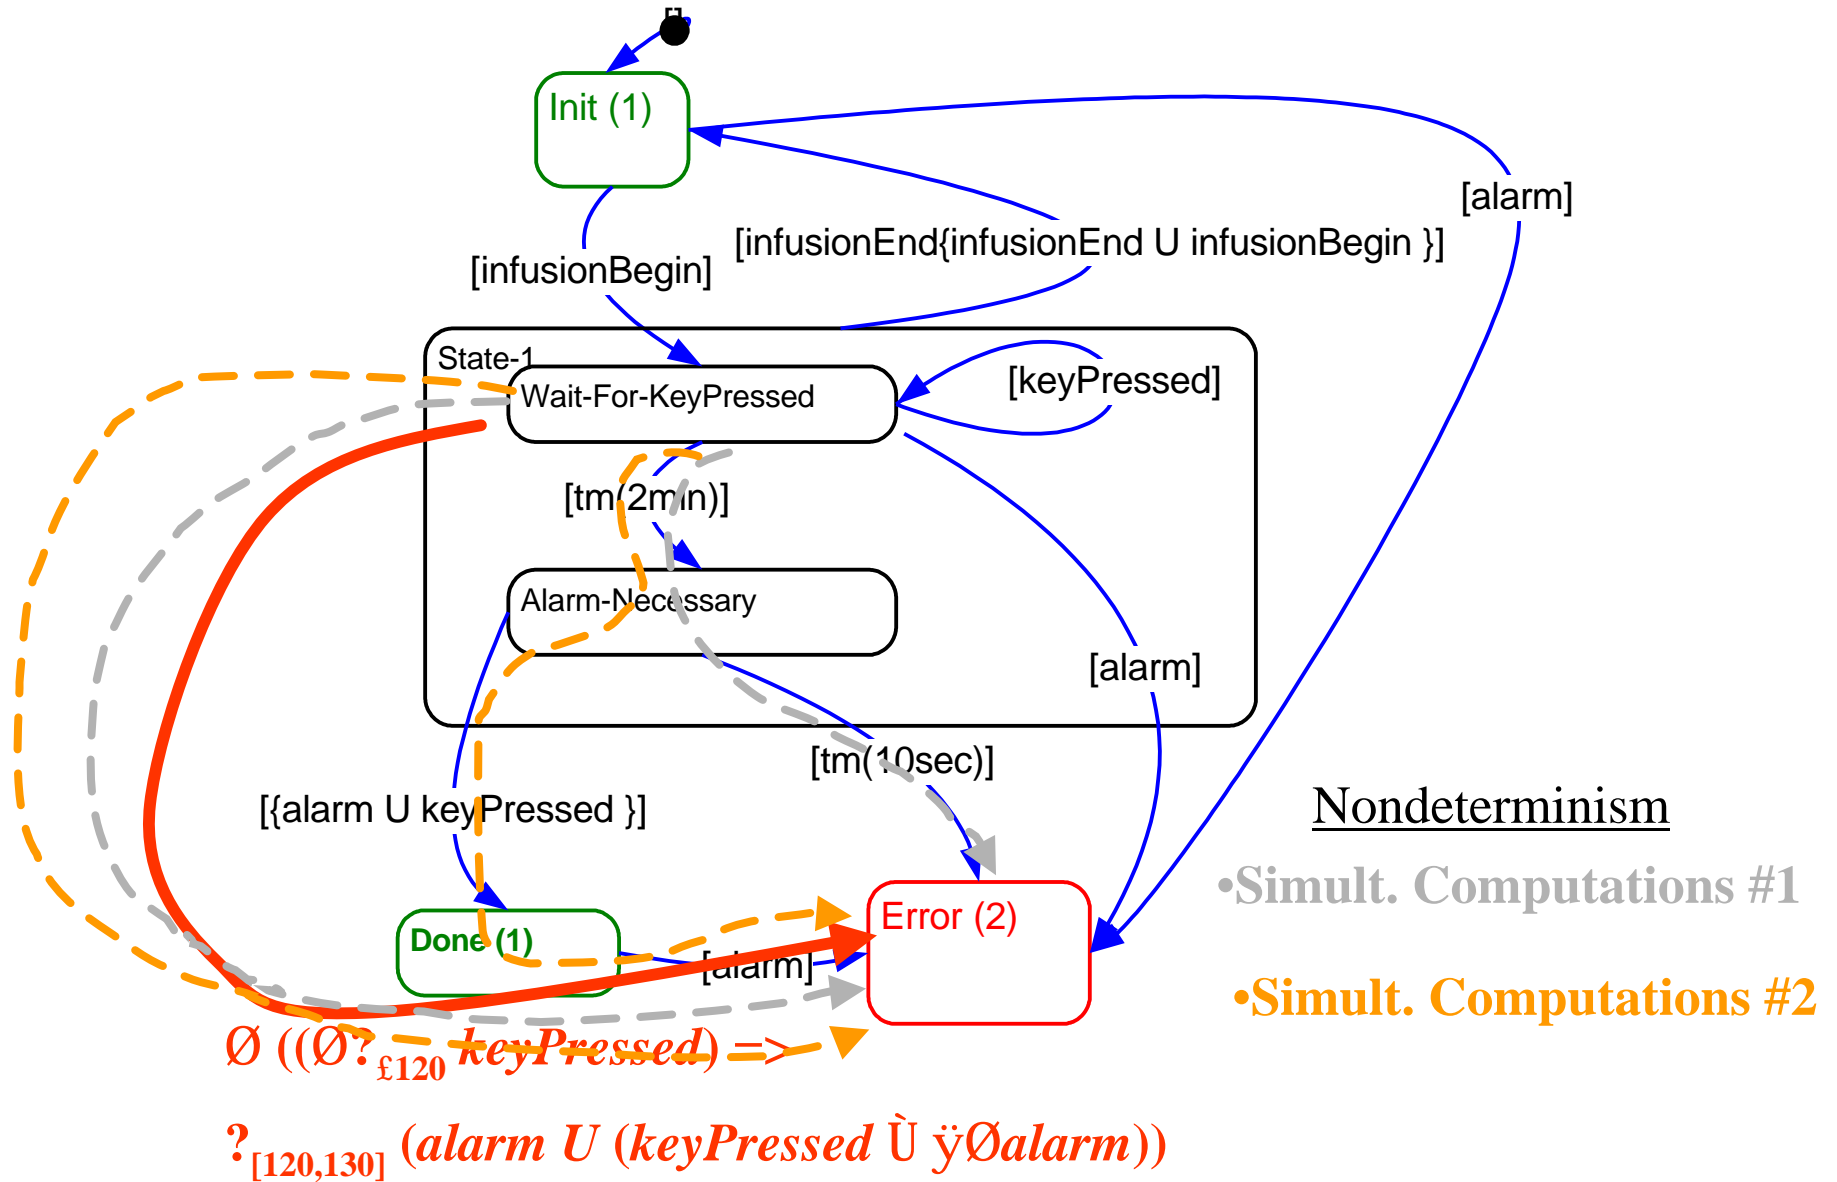 []
Init (1)
[alarm]
[infusionEnd{infusionEnd U infusionBegin }]
[infusionBegin]
State-1
Wait-For-KeyPressed
[keyPressed]
[tm(2min)]
Alarm-Necessary
[alarm]
[tm(10sec)]
[{alarm U keyPressed }]
Nondeterminism
•Simult. Computations #1
Error (2)
Done (1)
[alarm]
•Simult. Computations #2
Ø ((Ø?£120 keyPressed) =>
?[120,130] (alarm U (keyPressed Ù ÿØalarm))